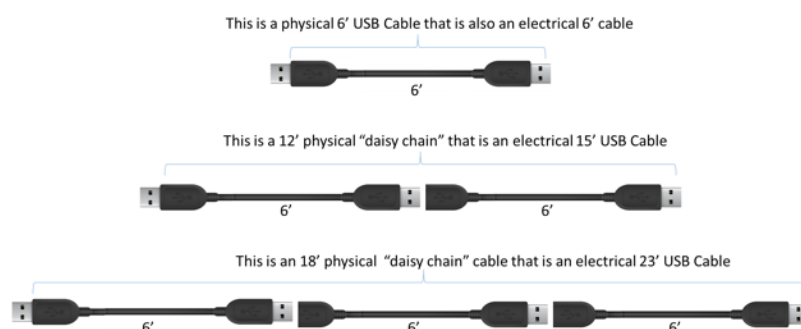 This is a physical 6' USB Cable that is also an electrical 6' cable
6'
This is a 12' physical “daisy chain” that is an electrical 15' USB Cable
6' 6'
This is an 18' physical “daisy chain” cable that is an electrical 23' USB Cable
6' 6' 6'